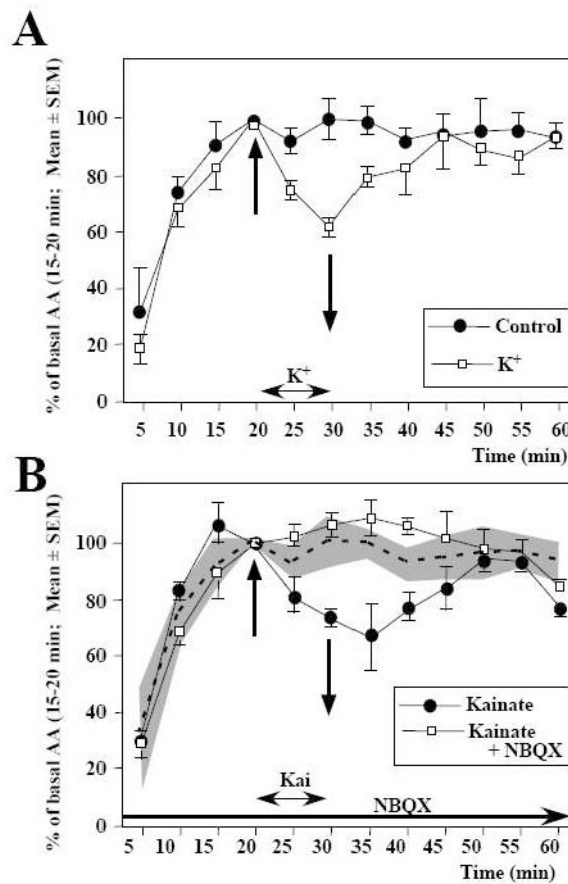 A
% of basal AA (15-20 min; Mean ± SEM)
100
80
60
40
20
0
K+
Control
K+
5 10 15 20 25 30 35 40 45 50 55 60
Time (min)
B
% of basal AA (15-20 min; Mean ± SEM)
100
80
60
40
20
0
Kai
NBQX
Kainate
Kainate
+ NBQX
5 10 15 20 25 30 35 40 45 50 55 60
Time (min)